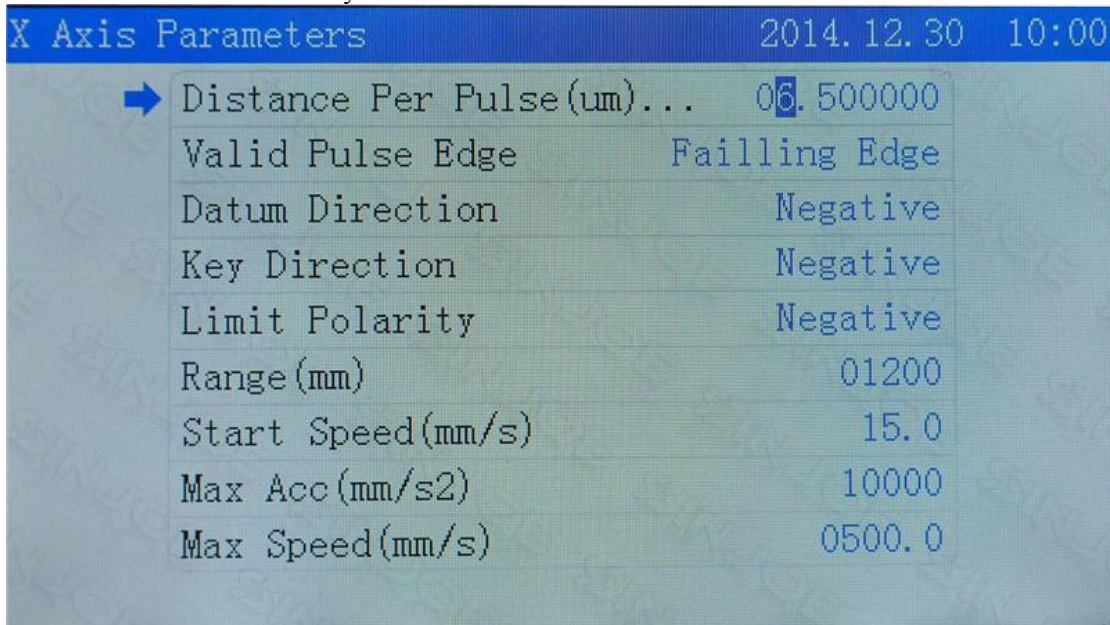 X Axis Parameters 2014.12.30 10:00
Distance Per Pulse(um)... 06.500000
Valid Pulse Edge Failling Edge
Datum Direction Negative
Key Direction Negative
Limit Polarity Negative
Range(mm) 01200
Start Speed(mm/s) 15.0
Max Acc(mm/s2) 10000
Max Speed(mm/s) 0500.0